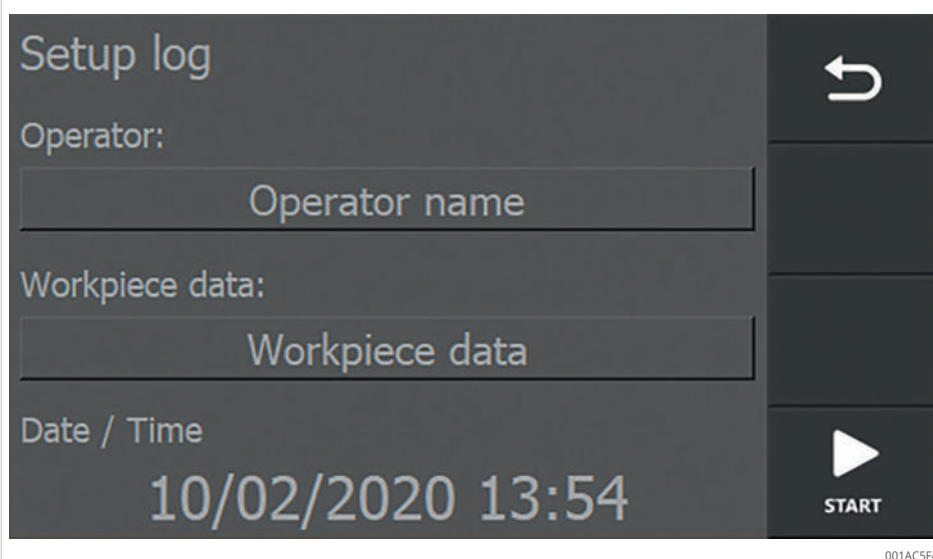 Setup log
Operator:
Operator name
Workpiece data:
Workpiece data
Date / Time
10/02/2020 13:54
START